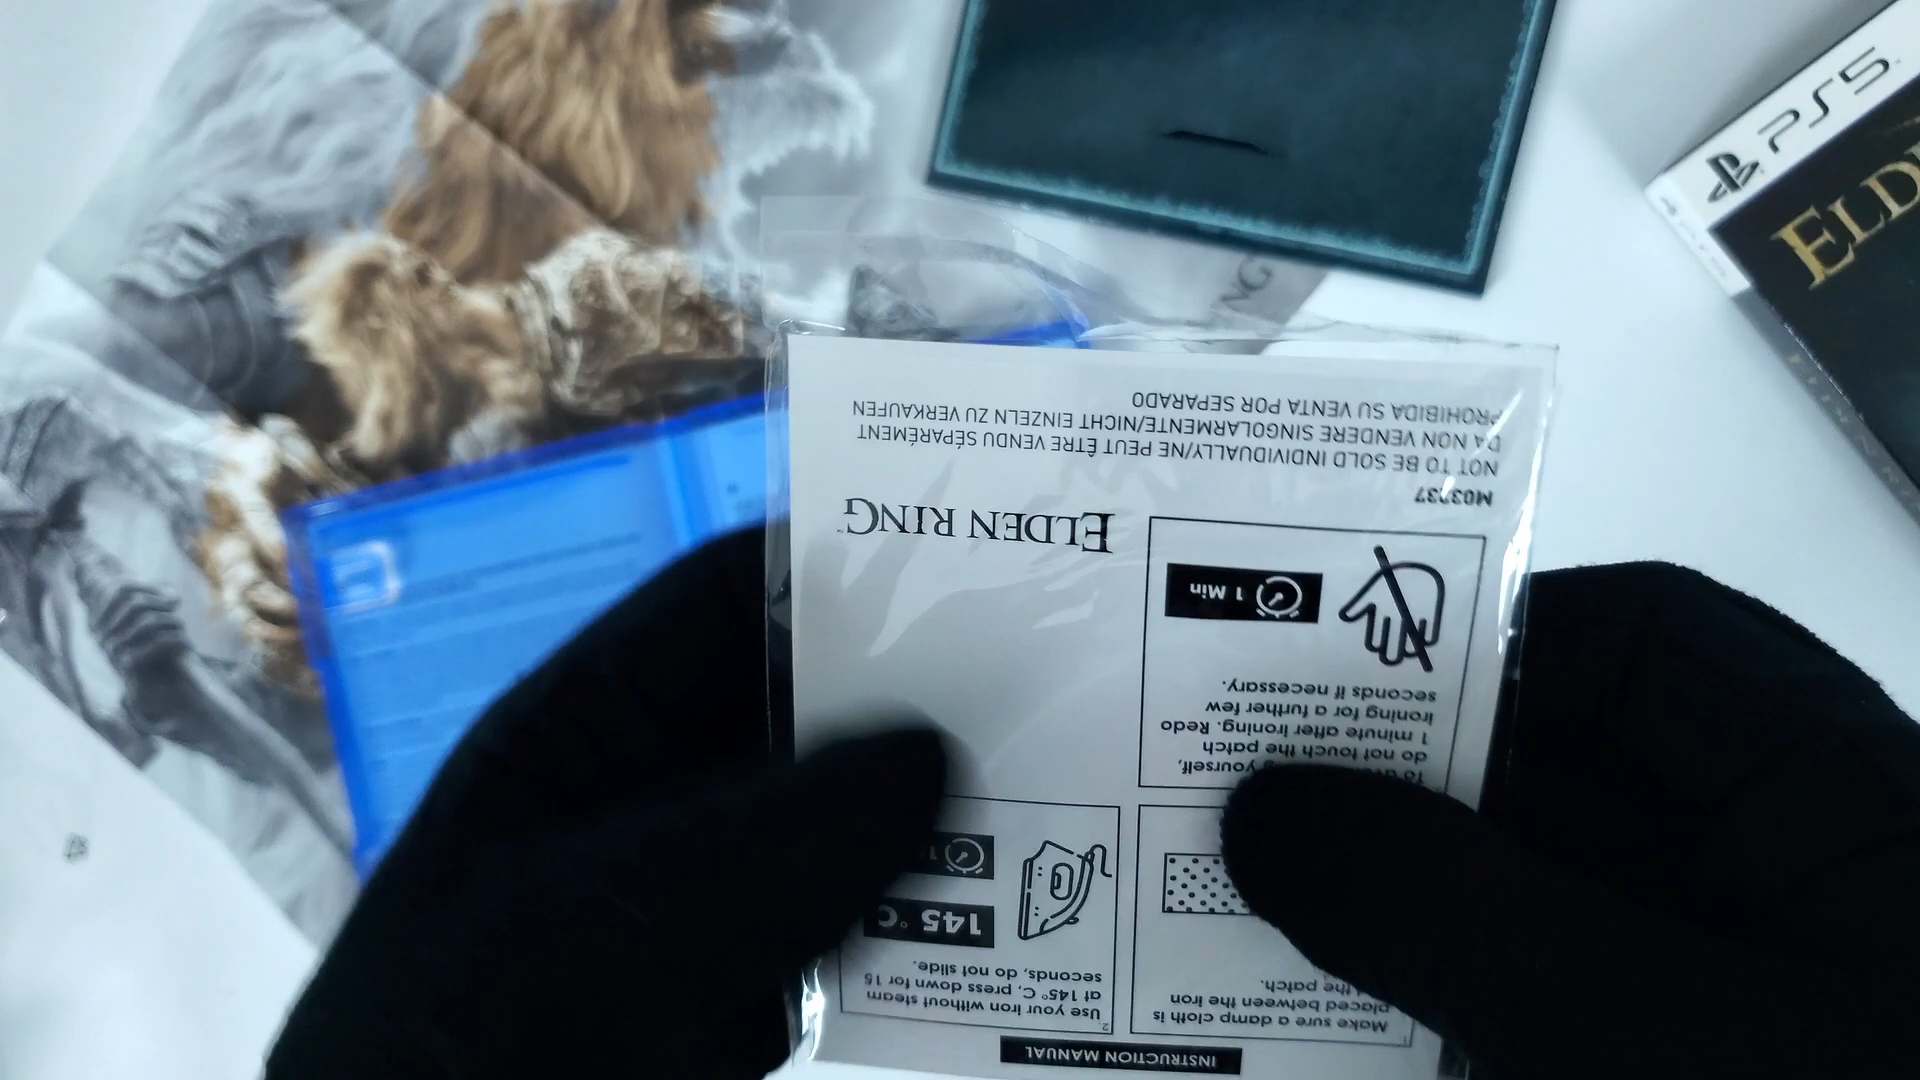 INSTRUCTION MANUAL
1.
Make sure a damp cloth is
placed between the iron
the patch.
2.
Use your iron without steam
at 145° C, press down for 15
seconds, do not slide.
145 °C
yourself,
do not touch the patch
1 minute after ironing. Redo
ironing for a further few
seconds if necessary.
1 Min
ELDEN RING™
NOT TO BE SOLD INDIVIDUALLY/NE PEUT ÊTRE VENDU SÉPARÉMENT
DA NON VENDERE SINGOLARMENTE/NICHT EINZELN ZU VERKAUFEN
PROHIBIDA SU VENTA POR SEPARADO
PS5